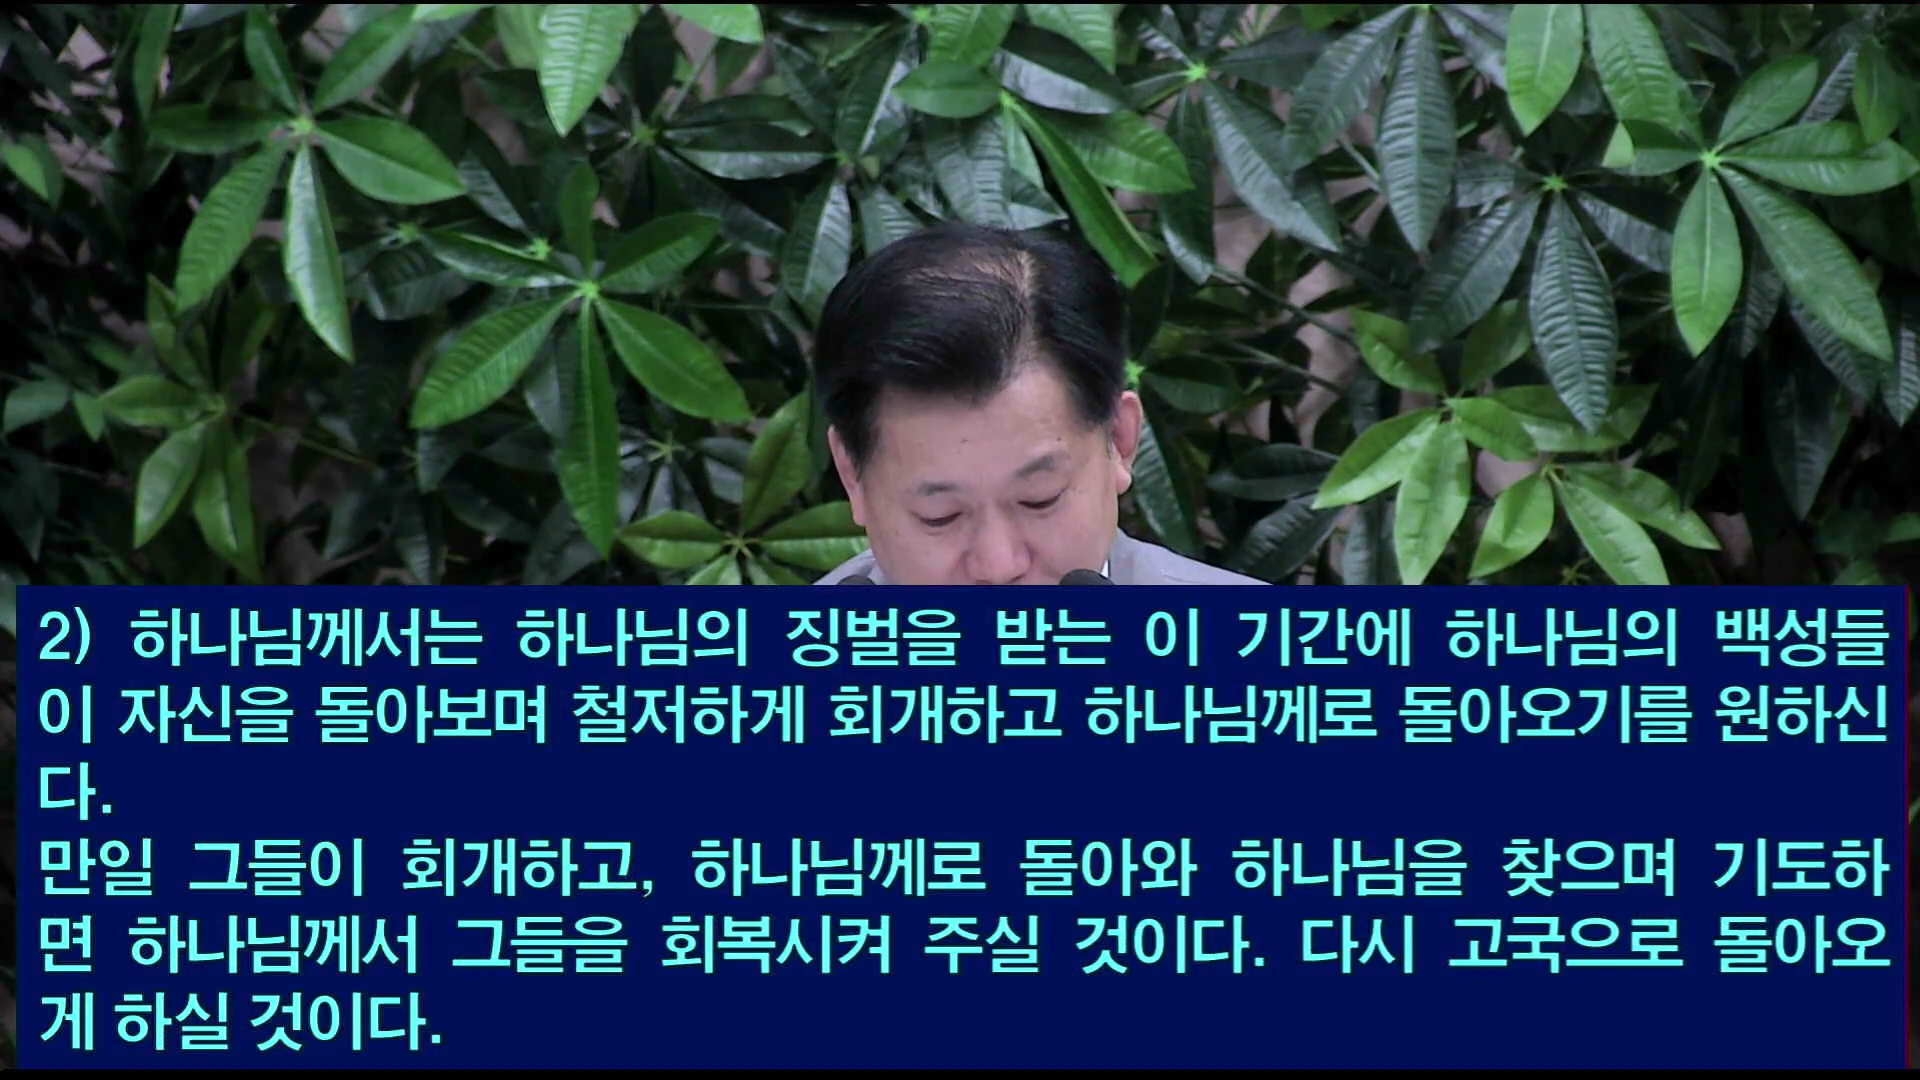 2) 하나님께서는 하나님의 징벌을 받는 이 기간에 하나님의 백성들
이 자신을 돌아보며 철저하게 회개하고 하나님께로 돌아오기를 원하신
다.
만일 그들이 회개하고, 하나님께로 돌아와 하나님을 찾으며 기도하
면 하나님께서 그들을 회복시켜 주실 것이다. 다시 고국으로 돌아오
게 하실 것이다.